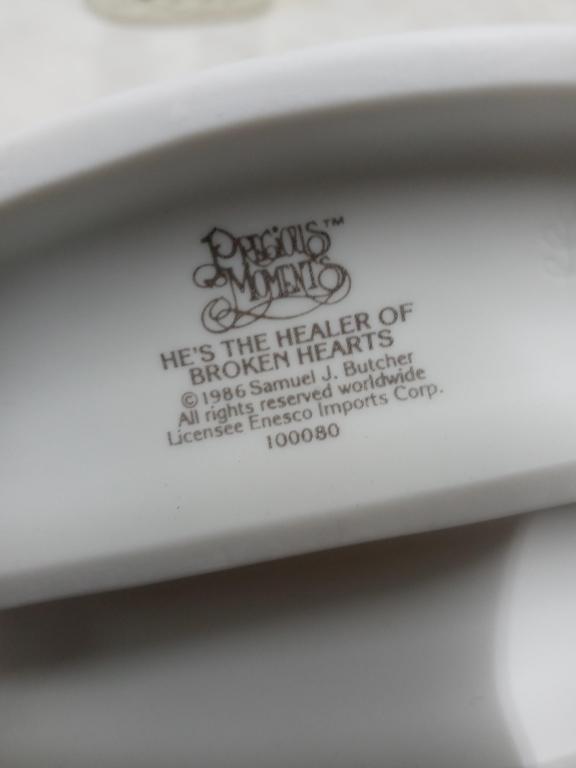 PRECIOUS™
MOMENTS
HE'S THE HEALER OF
BROKEN HEARTS
©1986 Samuel J. Butcher
All rights reserved worldwide
Licensee Enesco Imports Corp.
100080